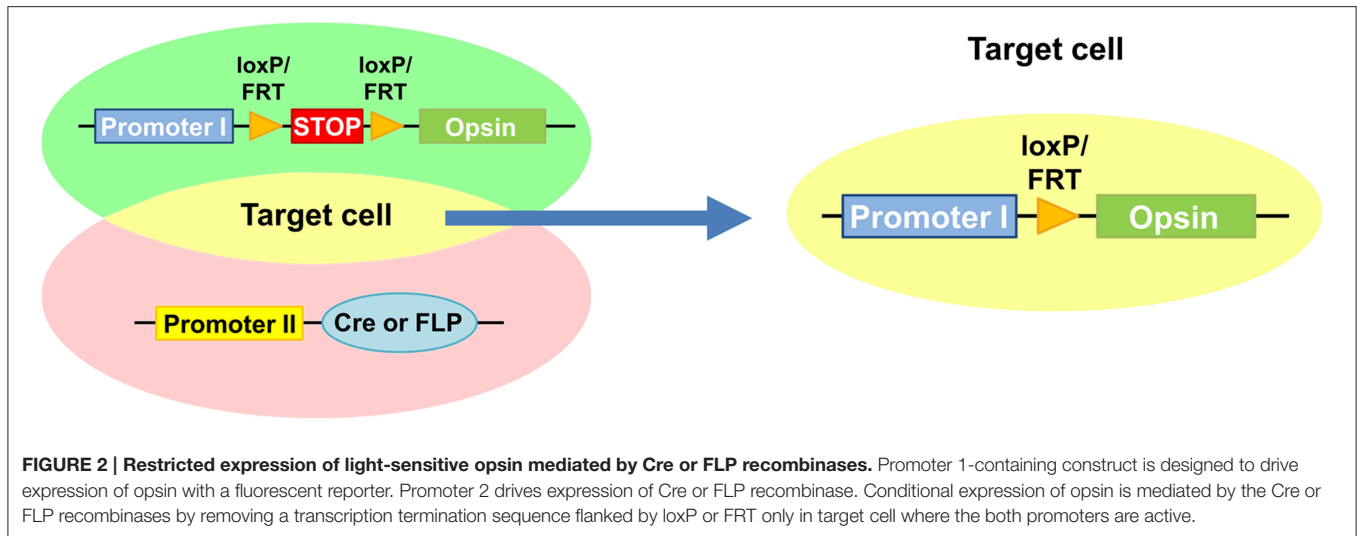 loxP/
FRT
loxP/
FRT
Promoter I
STOP
Opsin
Target cell
Promoter II
Cre or FLP
Target cell
loxP/
FRT
Promoter I
Opsin
FIGURE 2 | Restricted expression of light-sensitive opsin mediated by Cre or FLP recombinases. Promoter 1-containing construct is designed to drive
expression of opsin with a fluorescent reporter. Promoter 2 drives expression of Cre or FLP recombinase. Conditional expression of opsin is mediated by the Cre or
FLP recombinases by removing a transcription termination sequence flanked by loxP or FRT only in target cell where the both promoters are active.